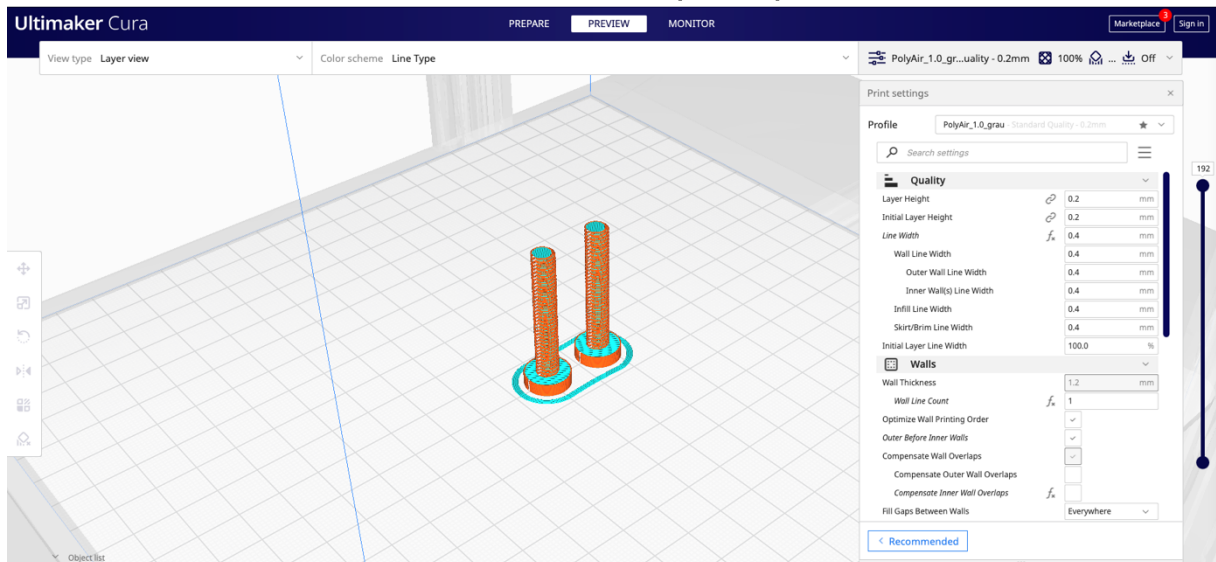 Ultimaker Cura
PREPARE
PREVIEW
MONITOR
Marketplace
3
Sign in
View type Layer view
Color scheme Line Type
PolyAir_1.0_gr...uality - 0.2mm
100%
...
Off
Print settings
×
Profile
PolyAir_1.0_grau - Standard Quality - 0.2mm
Search settings
192
Quality
Layer Height 0.2 mm
Initial Layer Height 0.2 mm
Line Width 0.4 mm
Wall Line Width 0.4 mm
Outer Wall Line Width 0.4 mm
Inner Wall(s) Line Width 0.4 mm
Infill Line Width 0.4 mm
Skirt/Brim Line Width 0.4 mm
Initial Layer Line Width 100.0 %
Walls
Wall Thickness 1.2 mm
Wall Line Count 1
Optimize Wall Printing Order
Outer Before Inner Walls
Compensate Wall Overlaps
Compensate Outer Wall Overlaps
Compensate Inner Wall Overlaps
Fill Gaps Between Walls Everywhere
< Recommended
Object list